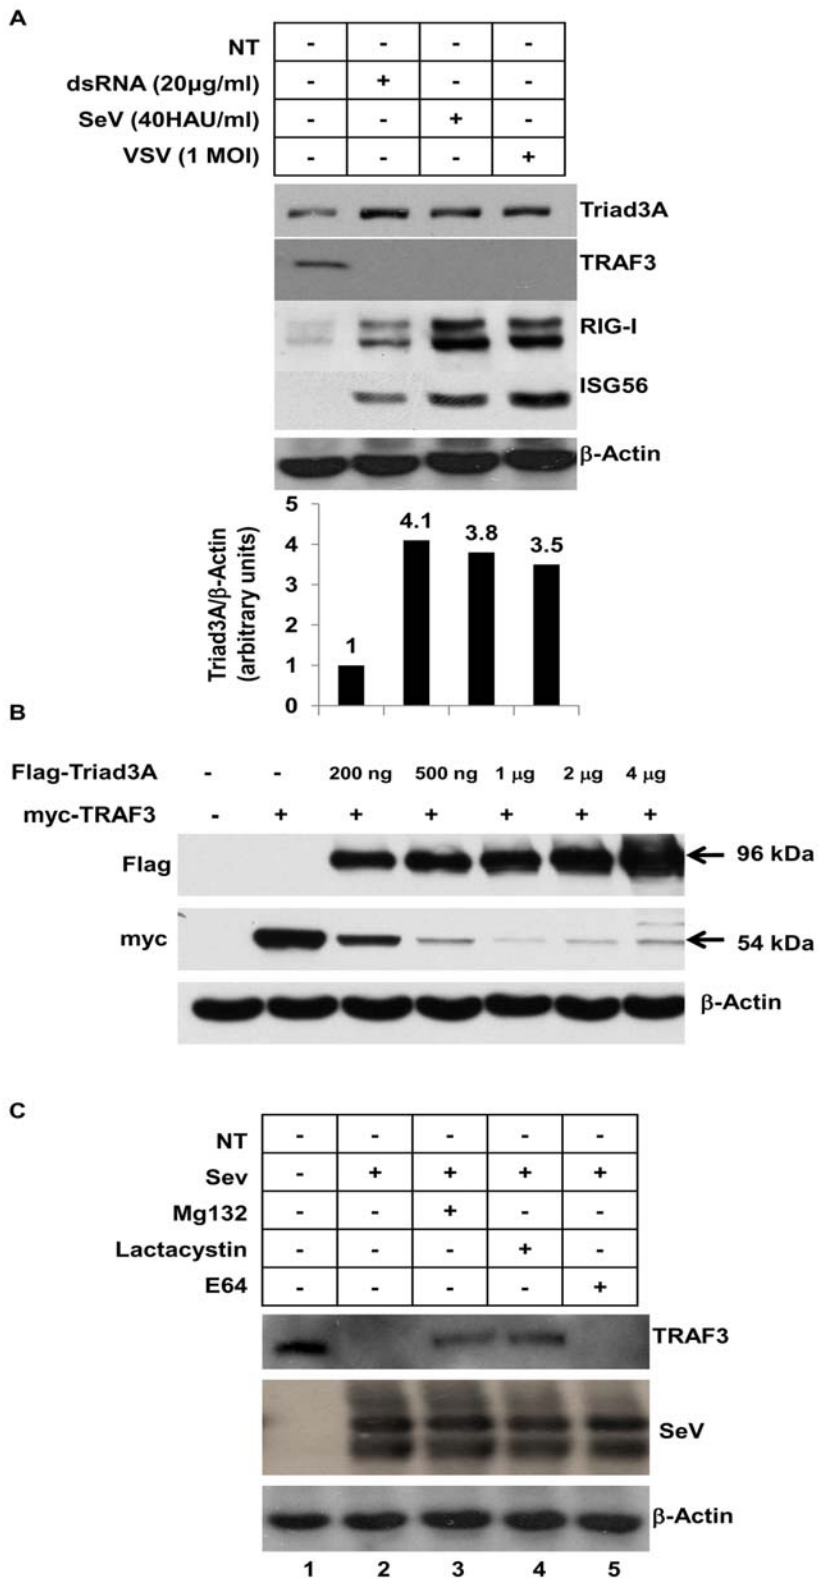 A
NT - - - -
dsRNA (20μg/ml) - + - -
SeV (40HAU/ml) - - + -
VSV (1 MOI) - - - +
Triad3A
TRAF3
RIG-I
ISG56
β-Actin
Triad3A/β-Actin
(arbitrary units)
5
4
3
2
1
0
1
4.1
3.8
3.5
B
Flag-Triad3A - - 200 ng 500 ng 1 μg 2 μg 4 μg
myc-TRAF3 - + + + + + +
Flag
96 kDa
myc
54 kDa
β-Actin
C
NT - - - - -
Sev - + + + +
Mg132 - - + - -
Lactacystin - - - + -
E64 - - - - +
TRAF3
SeV
β-Actin
1 2 3 4 5